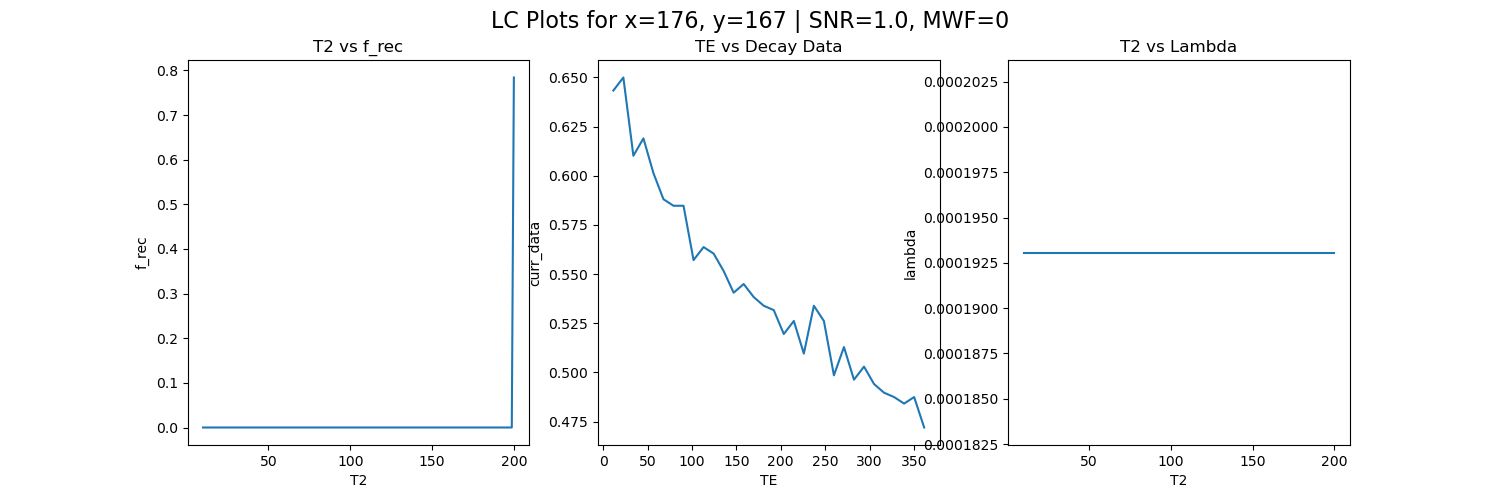 LC Plots for x=176, y=167 | SNR=1.0, MWF=0
T2 vs f_rec
0.8
0.7
0.6
0.5
0.4
0.3
0.2
0.1
0.0
f_rec
50 100 150 200
T2
TE vs Decay Data
0.650
0.625
0.600
0.575
0.550
0.525
0.500
0.475
curr_data
0 50 100 150 200 250 300 350
TE
T2 vs Lambda
0.0002025
0.0002000
0.0001975
0.0001950
0.0001925
0.0001900
0.0001875
0.0001850
0.0001825
lambda
50 100 150 200
T2